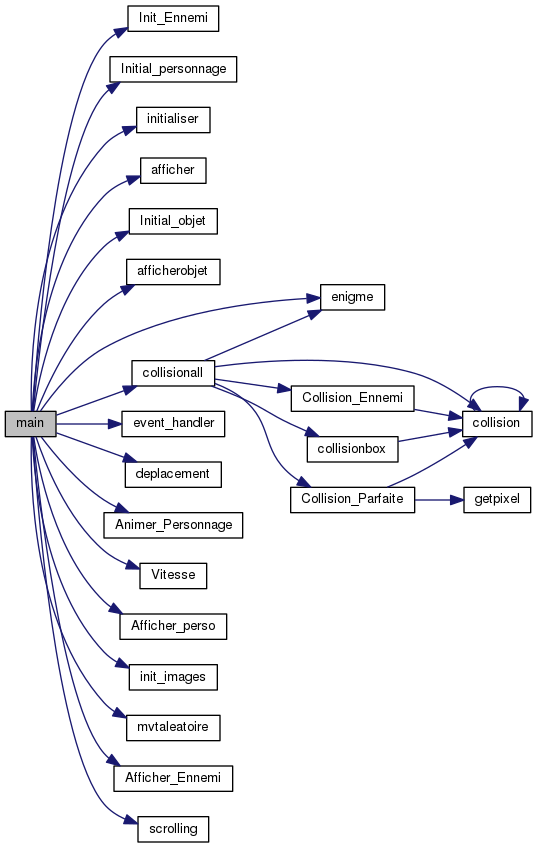 Init_Ennemi
Initial_personnage
initialiser
afficher
Initial_objet
afficherobjet
enigme
collisionall
Collision_Ennemi
main
event_handler
collision
collisionbox
deplacement
Collision_Parfaite
getpixel
Animer_Personnage
Vitesse
Afficher_perso
init_images
mvtaleatoire
Afficher_Ennemi
scrolling